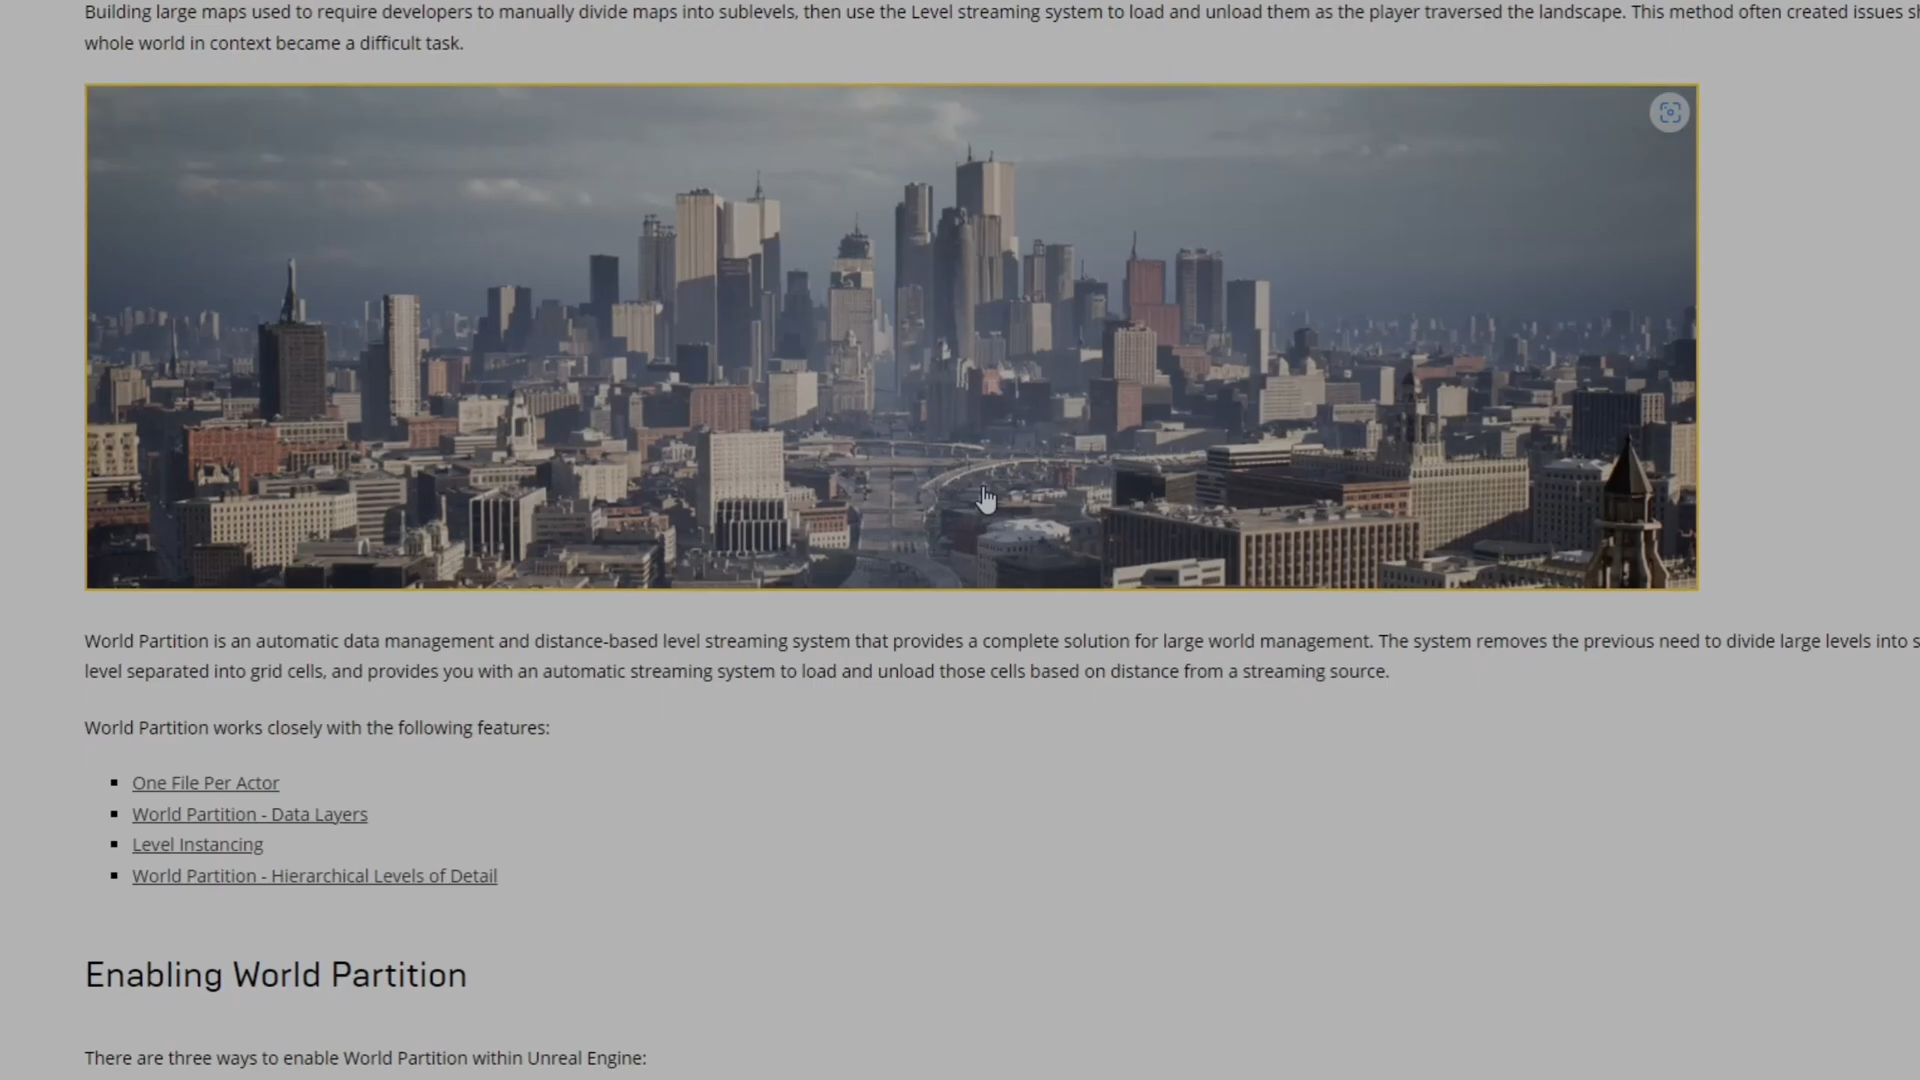 Building large maps used to require developers to manually divide maps into sublevels, then use the Level streaming system to load and unload them as the player traversed the landscape. This method often created issues
whole world in context became a difficult task.
World Partition is an automatic data management and distance-based level streaming system that provides a complete solution for large world management. The system removes the previous need to divide large levels into
level separated into grid cells, and provides you with an automatic streaming system to load and unload those cells based on distance from a streaming source.
World Partition works closely with the following features:
One File Per Actor
World Partition - Data Layers
Level Instancing
World Partition - Hierarchical Levels of Detail
Enabling World Partition
There are three ways to enable World Partition within Unreal Engine: